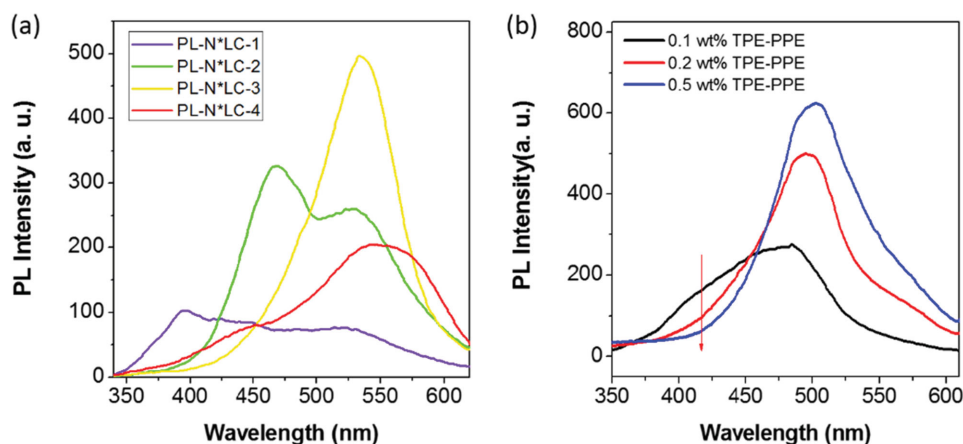 (a)
PL Intensity (a. u.)
500
400
300
200
100
0
PL-N*LC-1
PL-N*LC-2
PL-N*LC-3
PL-N*LC-4
350 400 450 500 550 600
Wavelength (nm)
(b)
PL Intensity(a. u.)
800
600
400
200
0
0.1 wt% TPE-PPE
0.2 wt% TPE-PPE
0.5 wt% TPE-PPE
350 400 450 500 550 600
Wavelength (nm)